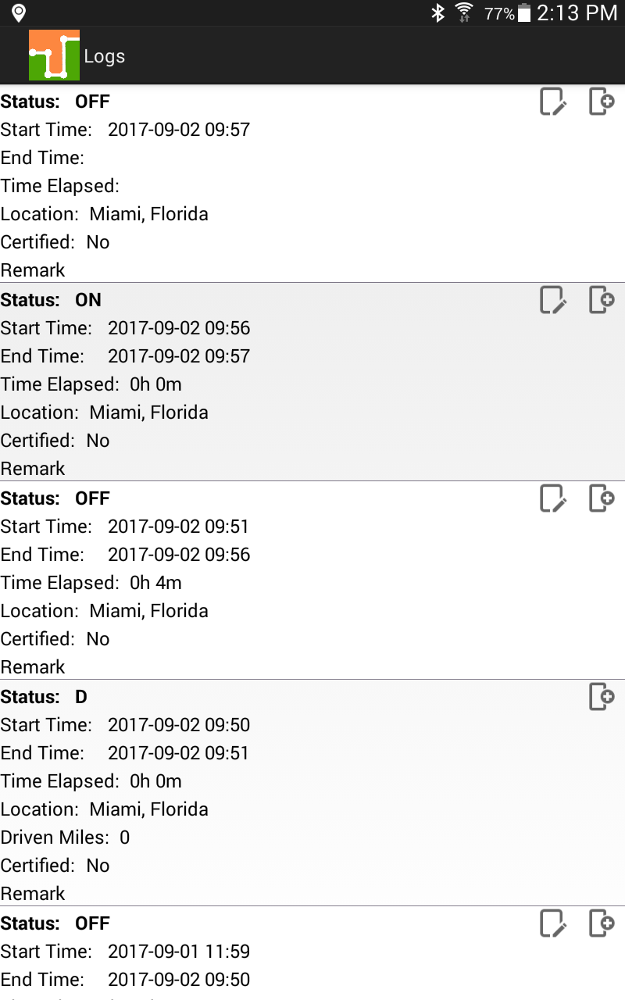 77% 2:13 PM
Logs
Status: OFF
Start Time: 2017-09-02 09:57
End Time:
Time Elapsed:
Location: Miami, Florida
Certified: No
Remark
Status: ON
Start Time: 2017-09-02 09:56
End Time: 2017-09-02 09:57
Time Elapsed: 0h 0m
Location: Miami, Florida
Certified: No
Remark
Status: OFF
Start Time: 2017-09-02 09:51
End Time: 2017-09-02 09:56
Time Elapsed: 0h 4m
Location: Miami, Florida
Certified: No
Remark
Status: D
Start Time: 2017-09-02 09:50
End Time: 2017-09-02 09:51
Time Elapsed: 0h 0m
Location: Miami, Florida
Driven Miles: 0
Certified: No
Remark
Status: OFF
Start Time: 2017-09-01 11:59
End Time: 2017-09-02 09:50